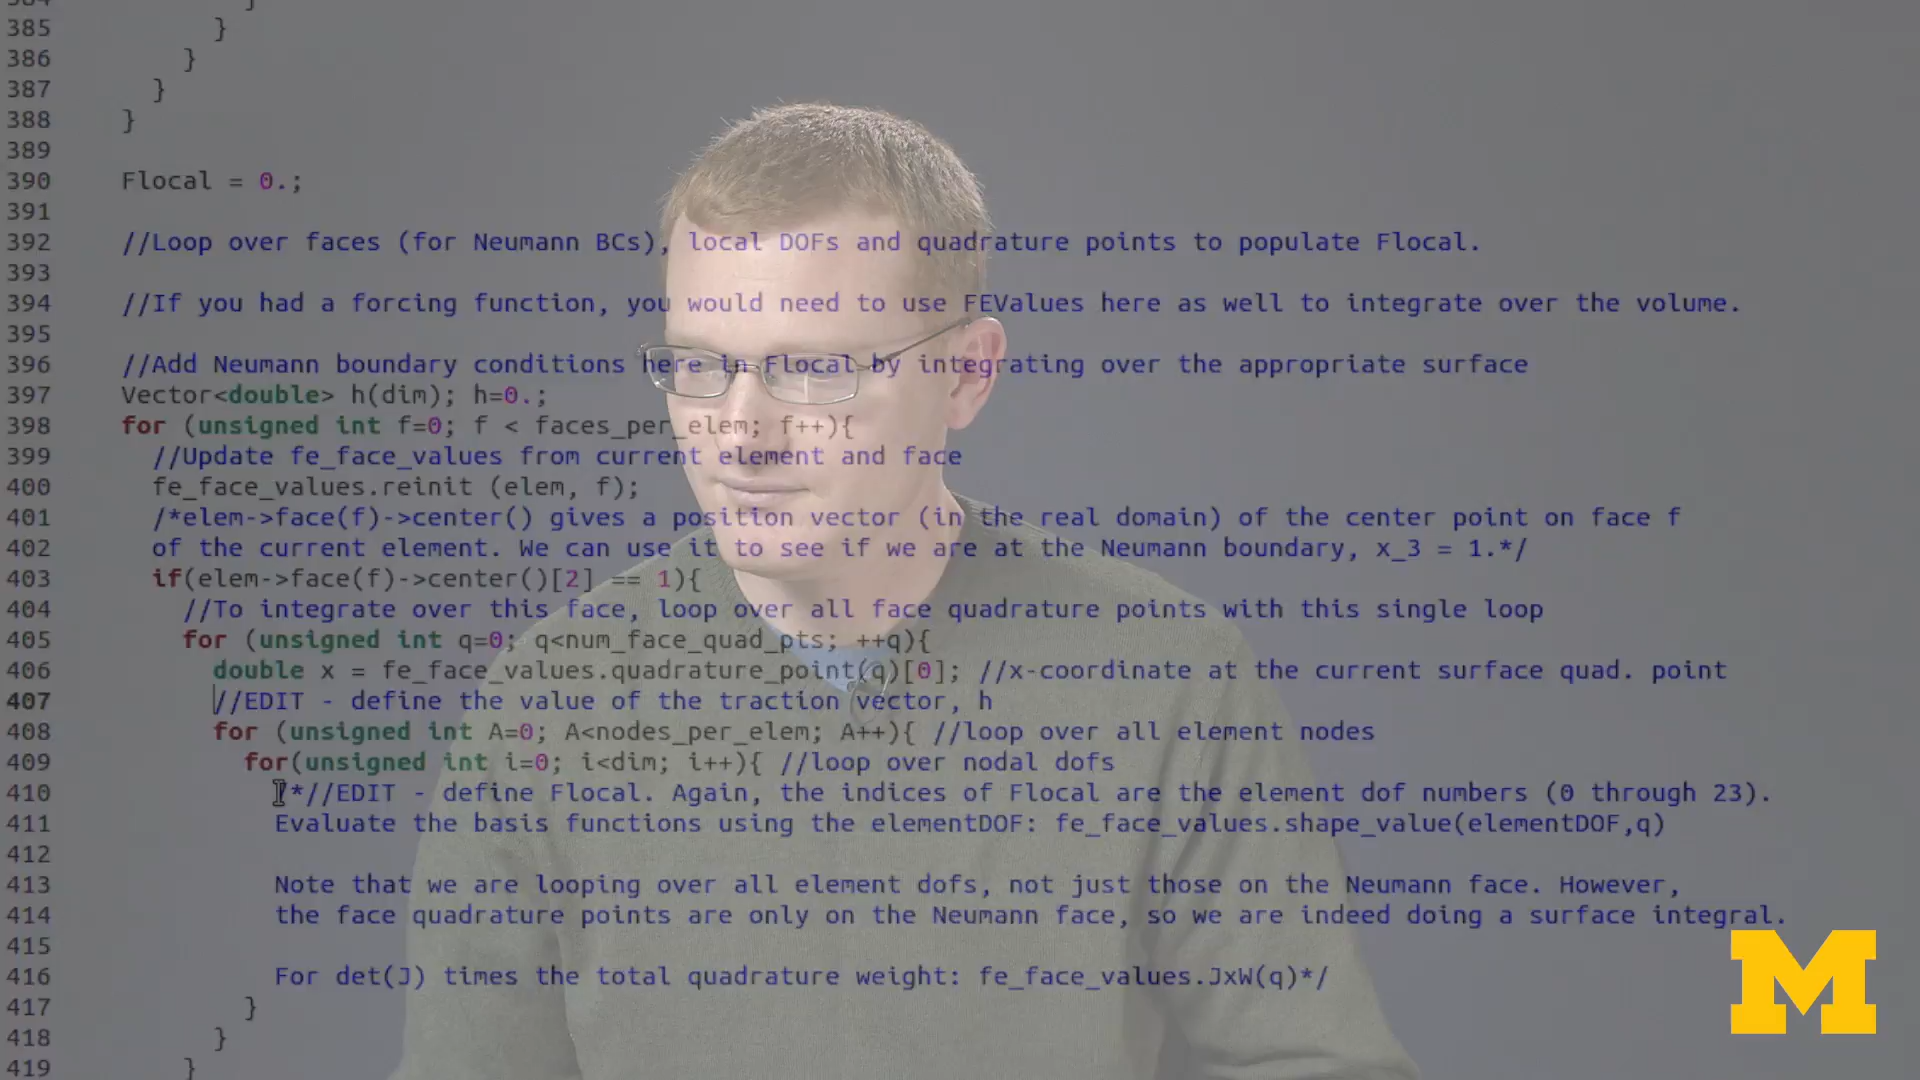 384 }
385 }
386 }
387 }
388 }
389
390 Flocal = 0.;
391
392 //Loop over faces (for Neumann BCs), local DOFs and quadrature points to populate Flocal.
393
394 //If you had a forcing function, you would need to use FEValues here as well to integrate over the volume.
395
396 //Add Neumann boundary conditions here in Flocal by integrating over the appropriate surface
397 Vector<double> h(dim); h=0.;
398 for (unsigned int f=0; f < faces_per_elem; f++){
399 //Update fe_face_values from current element and face
400 fe_face_values.reinit (elem, f);
401 /*elem->face(f)->center() gives a position vector (in the real domain) of the center point on face f
402 of the current element. We can use it to see if we are at the Neumann boundary, x_3 = 1.*/
403 if(elem->face(f)->center()[2] == 1){
404 //To integrate over this face, loop over all face quadrature points with this single loop
405 for (unsigned int q=0; q<num_face_quad_pts; ++q){
406 double x = fe_face_values.quadrature_point(q)[0]; //x-coordinate at the current surface quad. point
407 //EDIT - define the value of the traction vector, h
408 for (unsigned int A=0; A<nodes_per_elem; A++){ //loop over all element nodes
409 for(unsigned int i=0; i<dim; i++){ //loop over nodal dofs
410 /*//EDIT - define Flocal. Again, the indices of Flocal are the element dof numbers (0 through 23).
411 Evaluate the basis functions using the elementDOF: fe_face_values.shape_value(elementDOF,q)
412
413 Note that we are looping over all element dofs, not just those on the Neumann face. However,
414 the face quadrature points are only on the Neumann face, so we are indeed doing a surface integral.
415
416 For det(J) times the total quadrature weight: fe_face_values.JxW(q)*/
417 }
418 }
419 }
M